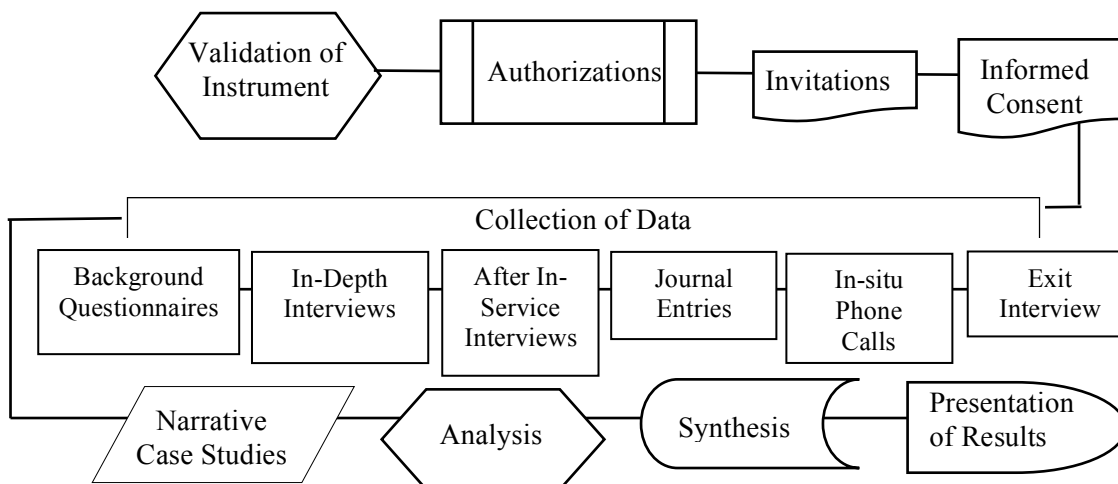 Validation of
Instrument
Authorizations
Invitations
Informed
Consent
Collection of Data
Background
Questionnaires
In-Depth
Interviews
After In-
Service
Interviews
Journal
Entries
In-situ
Phone
Calls
Exit
Interview
Narrative
Case Studies
Analysis
Synthesis
Presentation
of Results